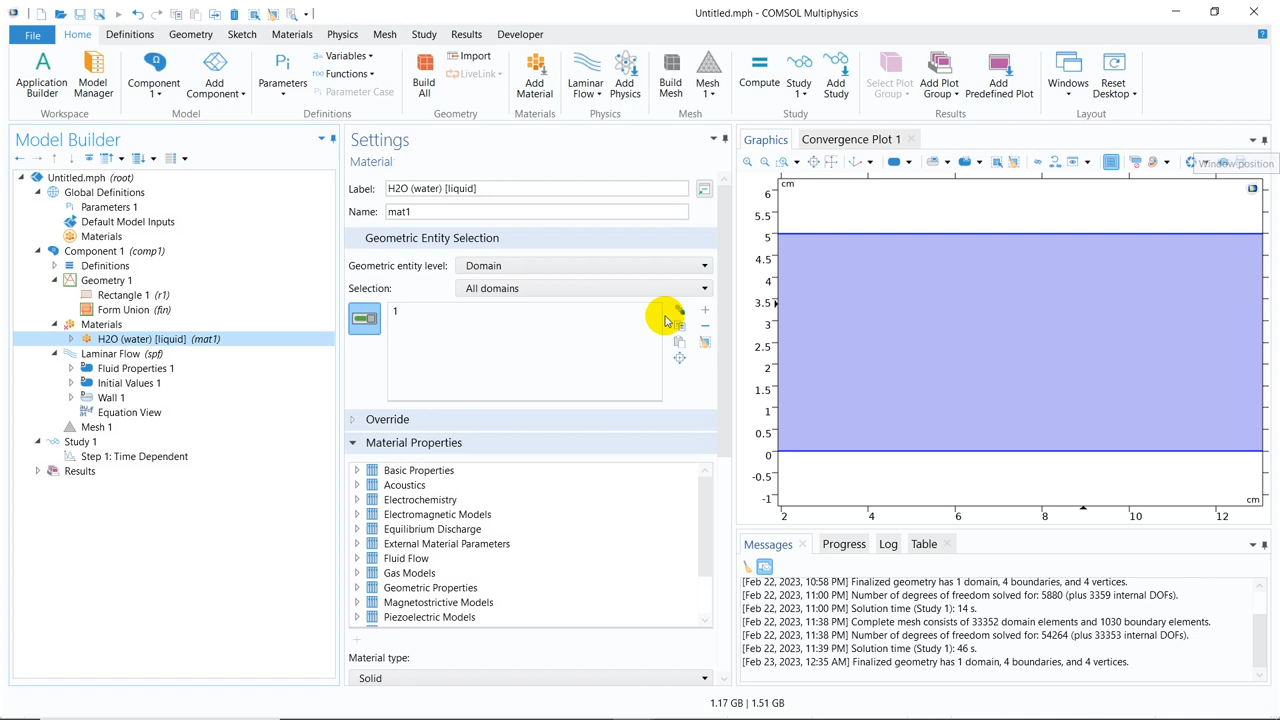 Untitled.mph - COMSOL Multiphysics
File
Home
Definitions
Geometry
Sketch
Materials
Physics
Mesh
Study
Results
Developer
Application Builder
Model Manager
Workspace
Component 1
Add Component
Model
Parameters
Variables
Functions
Parameter Case
Definitions
Build All
Import
LiveLink
Geometry
Add Material
Materials
Laminar Flow
Add Physics
Physics
Build Mesh
Mesh 1
Mesh
Compute
Study 1
Add Study
Study
Select Plot Group
Add Plot Group
Add Predefined Plot
Results
Windows
Reset Desktop
Layout
Model Builder
Untitled.mph (root)
Global Definitions
Parameters 1
Default Model Inputs
Materials
Component 1 (comp1)
Definitions
Geometry 1
Rectangle 1 (r1)
Form Union (fin)
Materials
H2O (water) [liquid] (mat1)
Laminar Flow (spf)
Fluid Properties 1
Initial Values 1
Wall 1
Equation View
Mesh 1
Study 1
Step 1: Time Dependent
Results
Settings
Material
Label: H2O (water) [liquid]
Name: mat1
Geometric Entity Selection
Geometric entity level: Domain
Selection: All domains
1
Override
Material Properties
Basic Properties
Acoustics
Electrochemistry
Electromagnetic Models
Equilibrium Discharge
External Material Parameters
Fluid Flow
Gas Models
Geometric Properties
Magnetostrictive Models
Piezoelectric Models
Material type:
Solid
Graphics
Convergence Plot 1
Window position
cm
6
5.5
5
4.5
4
3.5
3
2.5
2
1.5
1
0.5
0
-0.5
-1
cm
2 4 6 8 10 12
Messages
Progress
Log
Table
[Feb 22, 2023, 10:58 PM] Finalized geometry has 1 domain, 4 boundaries, and 4 vertices.
[Feb 22, 2023, 11:00 PM] Number of degrees of freedom solved for: 5880 (plus 3359 internal DOFs).
[Feb 22, 2023, 11:00 PM] Solution time (Study 1): 14 s.
[Feb 22, 2023, 11:38 PM] Complete mesh consists of 33352 domain elements and 1030 boundary elements.
[Feb 22, 2023, 11:38 PM] Number of degrees of freedom solved for: 54264 (plus 33353 internal DOFs).
[Feb 22, 2023, 11:39 PM] Solution time (Study 1): 46 s.
[Feb 23, 2023, 12:35 AM] Finalized geometry has 1 domain, 4 boundaries, and 4 vertices.
1.17 GB | 1.51 GB